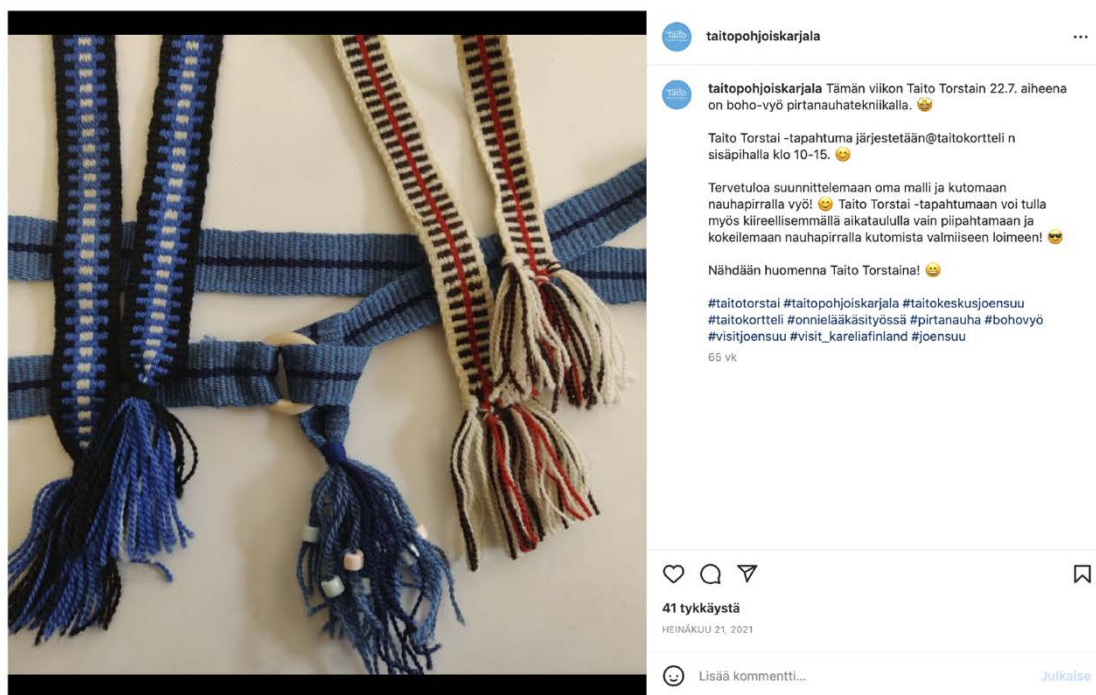 Taito
taitopohjoiskarjala
Taito
taitopohjoiskarjala Tämän viikon Taito Torstain 22.7. aiheena
on boho-vyö pirtanauhatekniikalla. 🤩
Taito Torstai -tapahtuma järjestetään@taitokortteli n
sisäpihalla klo 10-15. 😊
Tervetuloa suunnittelemaan oma malli ja kutomaan
nauhapirralla vyö! 😊 Taito Torstai -tapahtumaan voi tulla
myös kiireellisemmällä aikataululla vain piipahtamaan ja
kokeilemaan nauhapirralla kutomista valmiiseen loimeen! 😎
Nähdään huomenna Taito Torstaina! 😄
#taitotorstai #taitopohjoiskarjala #taitokeskusjoensuu
#taitokortteli #onnielääkäsityössä #pirtanauha #bohovyö
#visitjoensuu #visit_kareliafinland #joensuu
65 vk
41 tykkäystä
HEINÄKUU 21, 2021
Lisää kommentti...
Julkaise